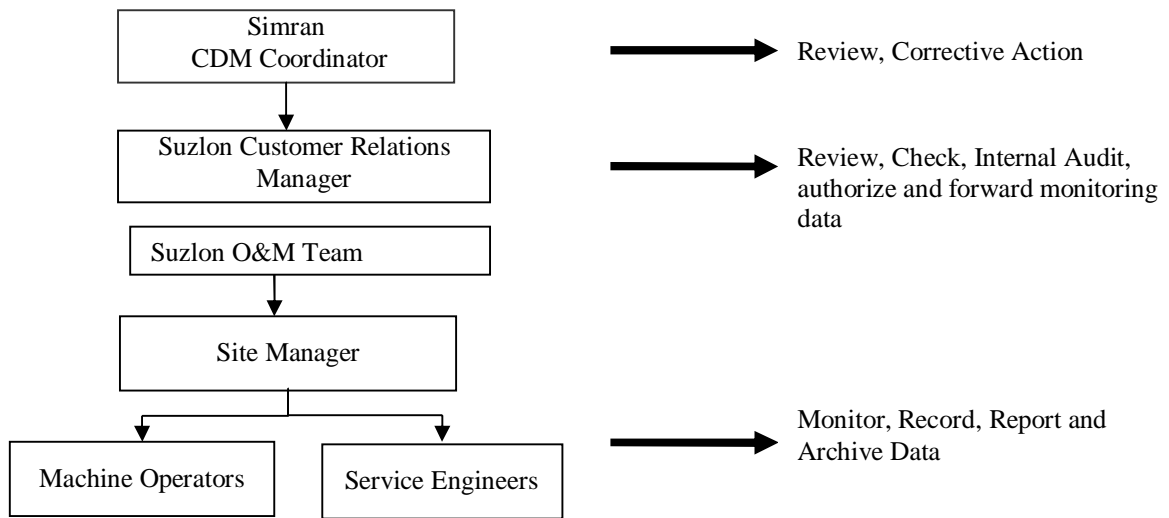 Simran
CDM Coordinator
Review, Corrective Action
Suzlon Customer Relations
Manager
Review, Check, Internal Audit,
authorize and forward monitoring
data
Suzlon O&M Team
Site Manager
Monitor, Record, Report and
Archive Data
Machine Operators
Service Engineers